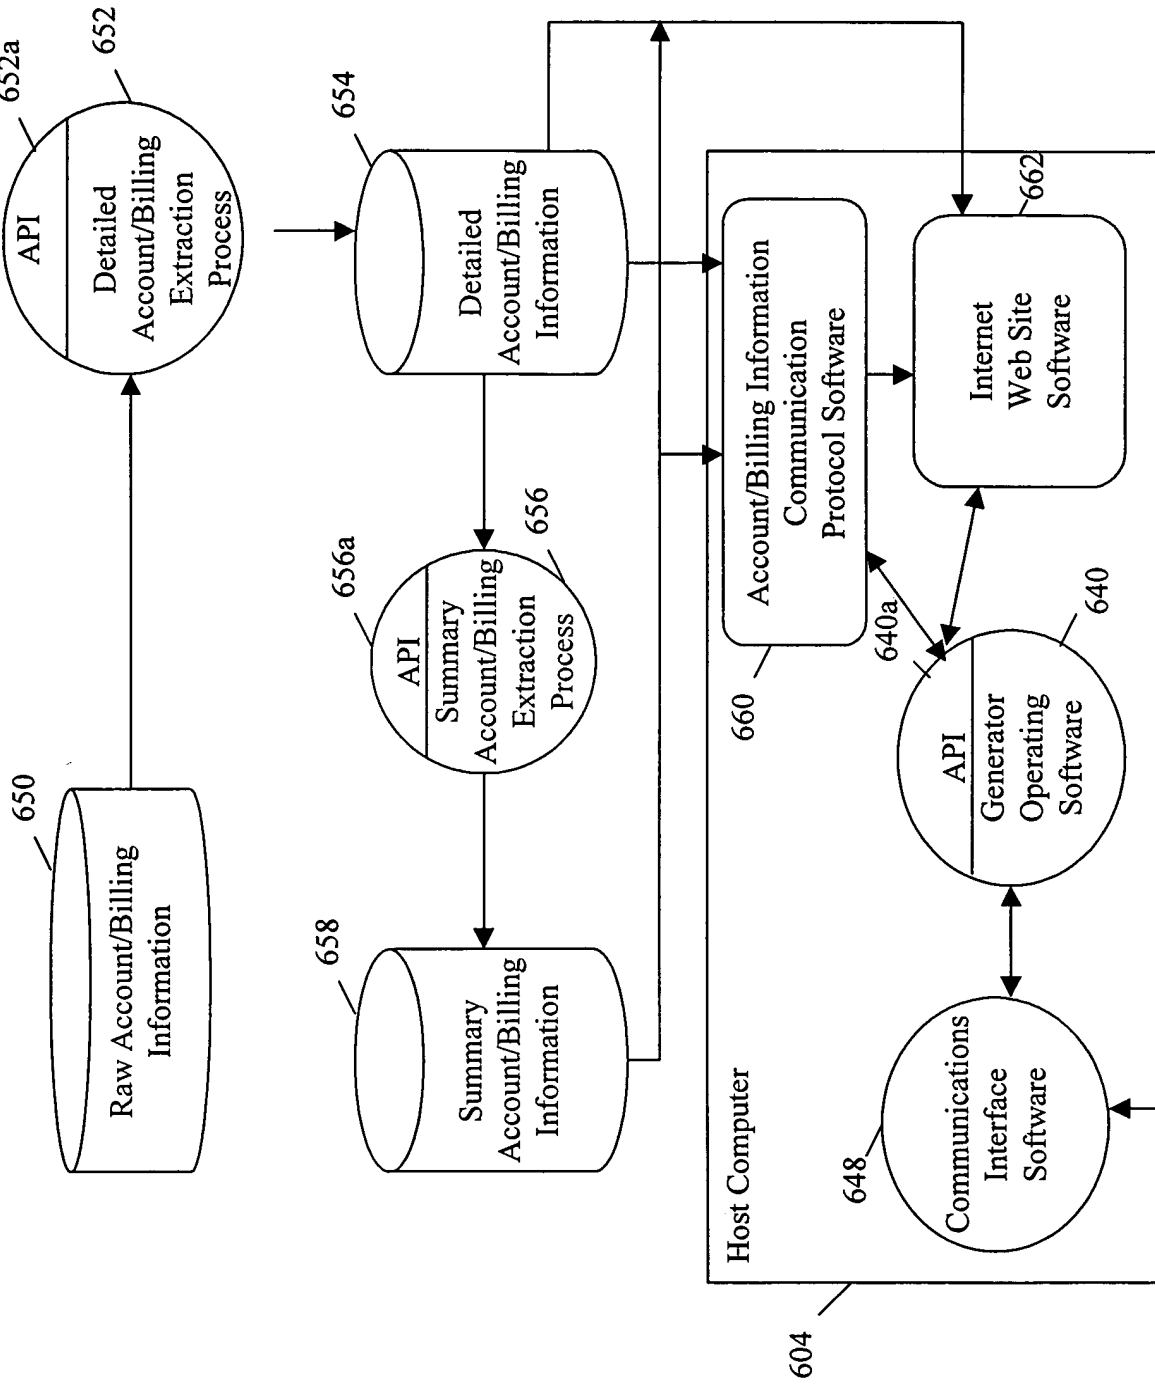 650
Raw Account/Billing
Information
652a
652
API
Detailed
Account/Billing
Extraction
Process
658
Summary
Account/Billing
Information
656a
656
API
Summary
Account/Billing
Extraction
Process
654
Detailed
Account/Billing
Information
604
Host Computer
660
Account/Billing Information
Communication
Protocol Software
648
Communications
Interface
Software
640a
640
API
Generator
Operating
Software
662
Internet
Web Site
Software